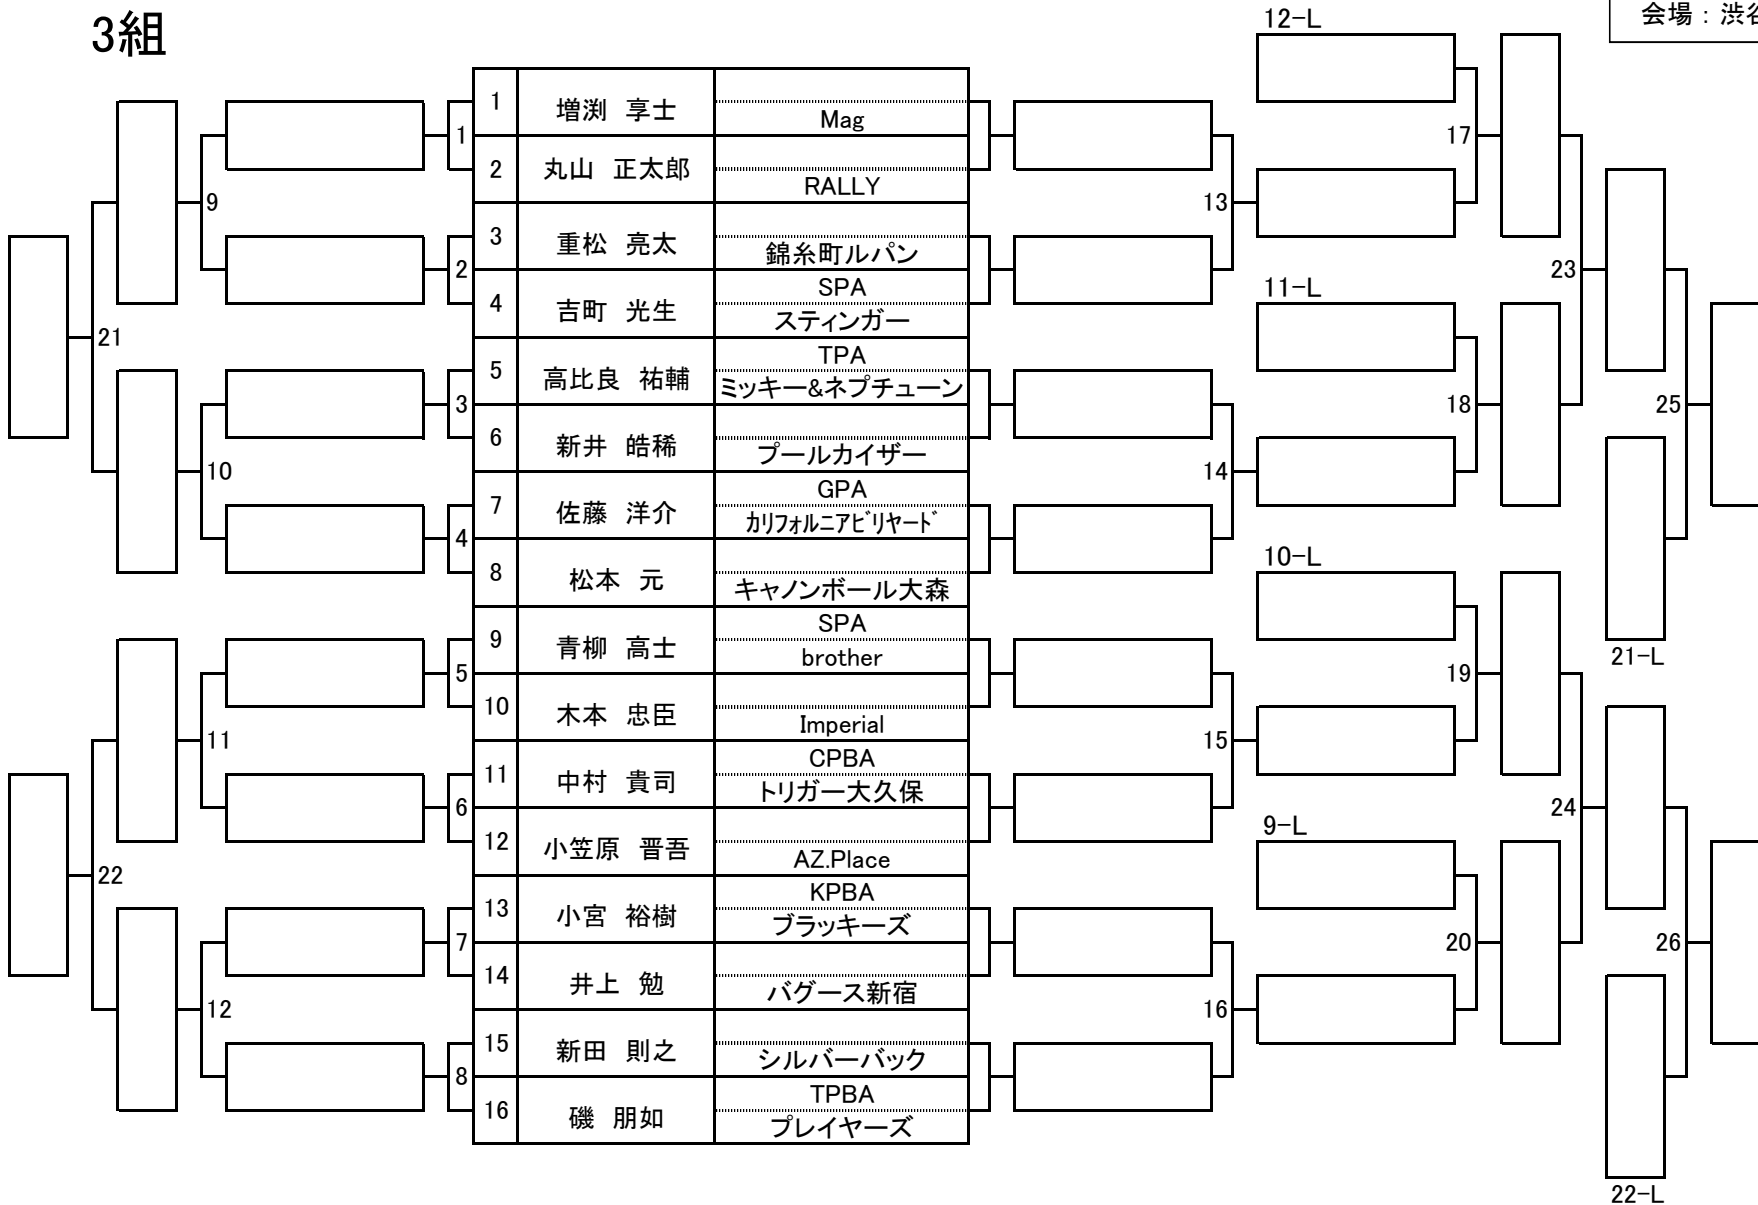 3組
会場：渋谷
12-L
1 増渕 享士 Mag
2 丸山 正太郎 RALLY
3 重松 亮太 錦糸町ルパン
4 吉町 光生 SPA スティンガー
5 高比良 祐輔 TPA ミッキー&ネプチューン
6 新井 皓稀 プールカイザー
7 佐藤 洋介 GPA ｶﾘﾌｫﾙﾆｱﾋﾞﾘﾔｰﾄﾞ
8 松本 元 キャノンボール大森
9 青柳 高士 SPA brother
10 木本 忠臣 Imperial
11 中村 貴司 CPBA トリガー大久保
12 小笠原 晋吾 AZ.Place
13 小宮 裕樹 KPBA ブラッキーズ
14 井上 勉 バグース新宿
15 新田 則之 シルバーバック
16 磯 朋如 TPBA プレイヤーズ
1
2
3
4
5
6
7
8
9
10
11
12
21
22
13
14
15
16
11-L
10-L
9-L
17
18
19
20
23
24
21-L
22-L
25
26